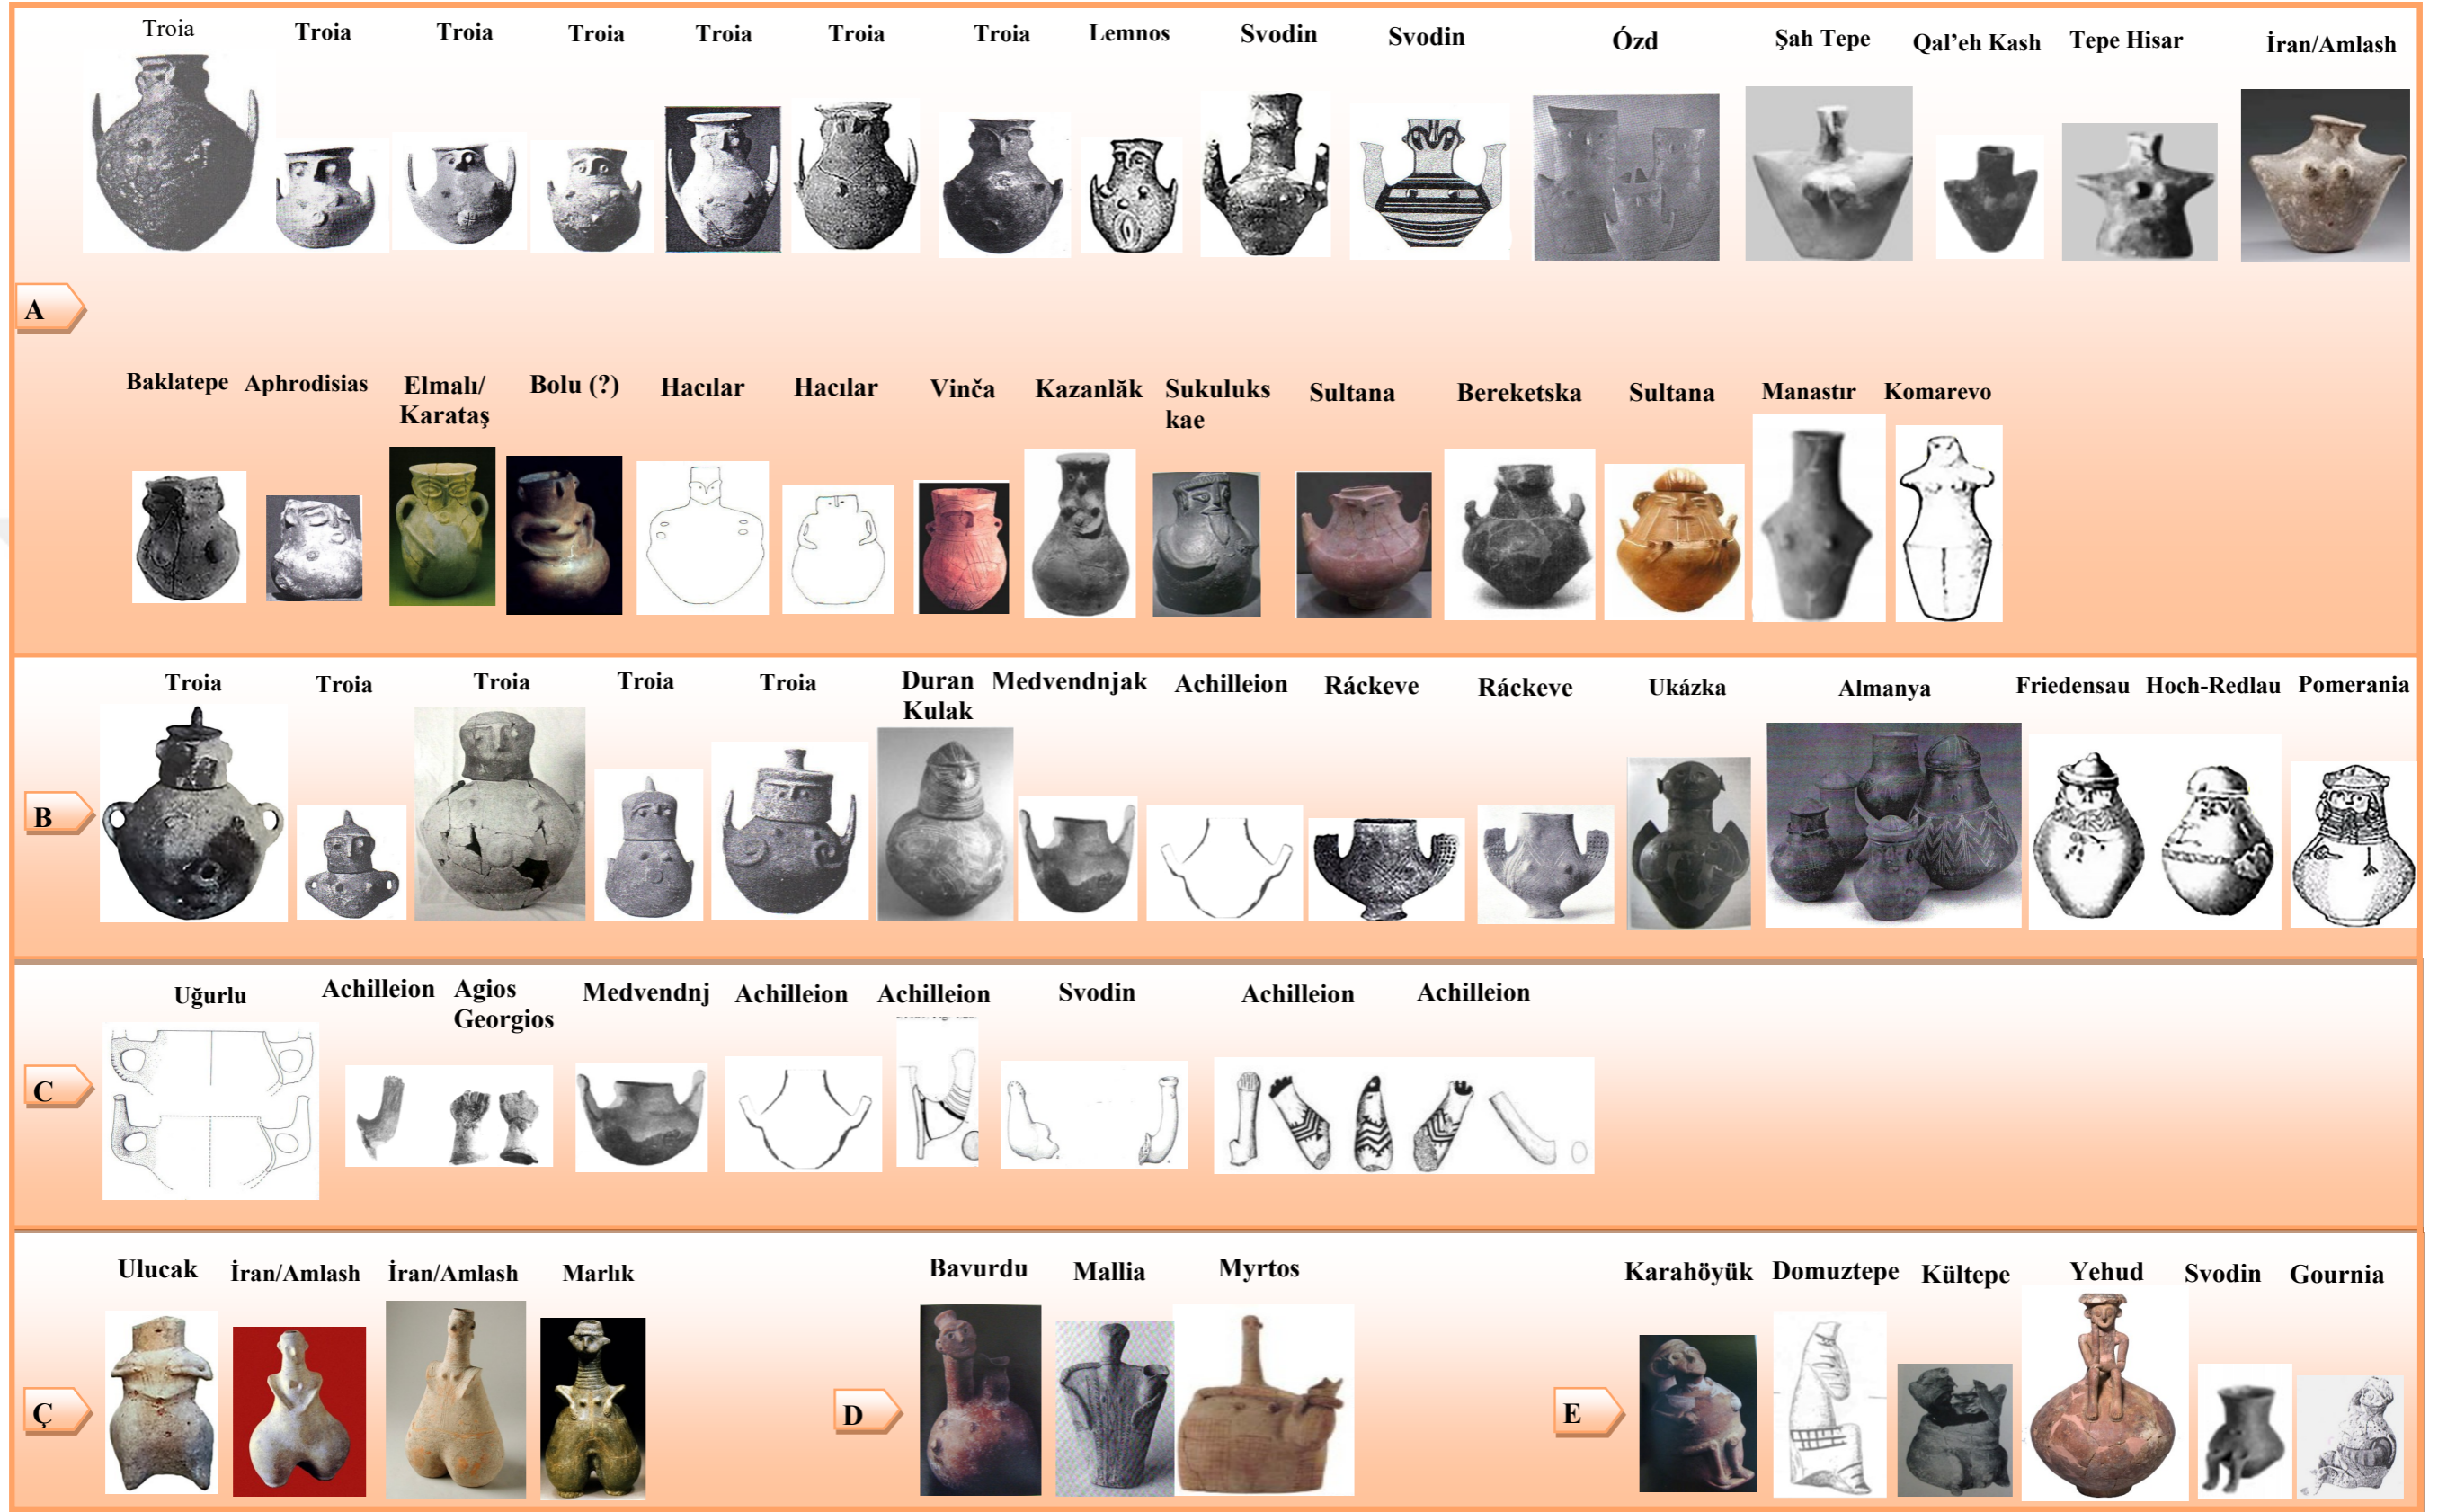 Troia Troia Troia Troia Troia Troia Troia Lemnos Svodin Svodin Ózd Şah Tepe Qal’eh Kash Tepe Hisar İran/Amlash
A
Baklatepe Aphrodisias Elmalı/ Bolu (?) Hacılar Hacılar Vinča Kazanlăk Sukuluks Sultana Bereketska Sultana Manastır Komarevo
Karataş kae
Troia Troia Troia Troia Troia Duran Medvendnjak Achilleion Ráckeve Ráckeve Ukázka Almanya Friedensau Hoch-Redlau Pomerania
Kulak
B
Uğurlu Achilleion Agios Medvendnj Achilleion Achilleion Svodin Achilleion Achilleion
Georgios
C
Ulucak İran/Amlash İran/Amlash Marlık Bavurdu Mallia Myrtos Karahöyük Domuztepe Kültepe Yehud Svodin Gournia
Ç D E